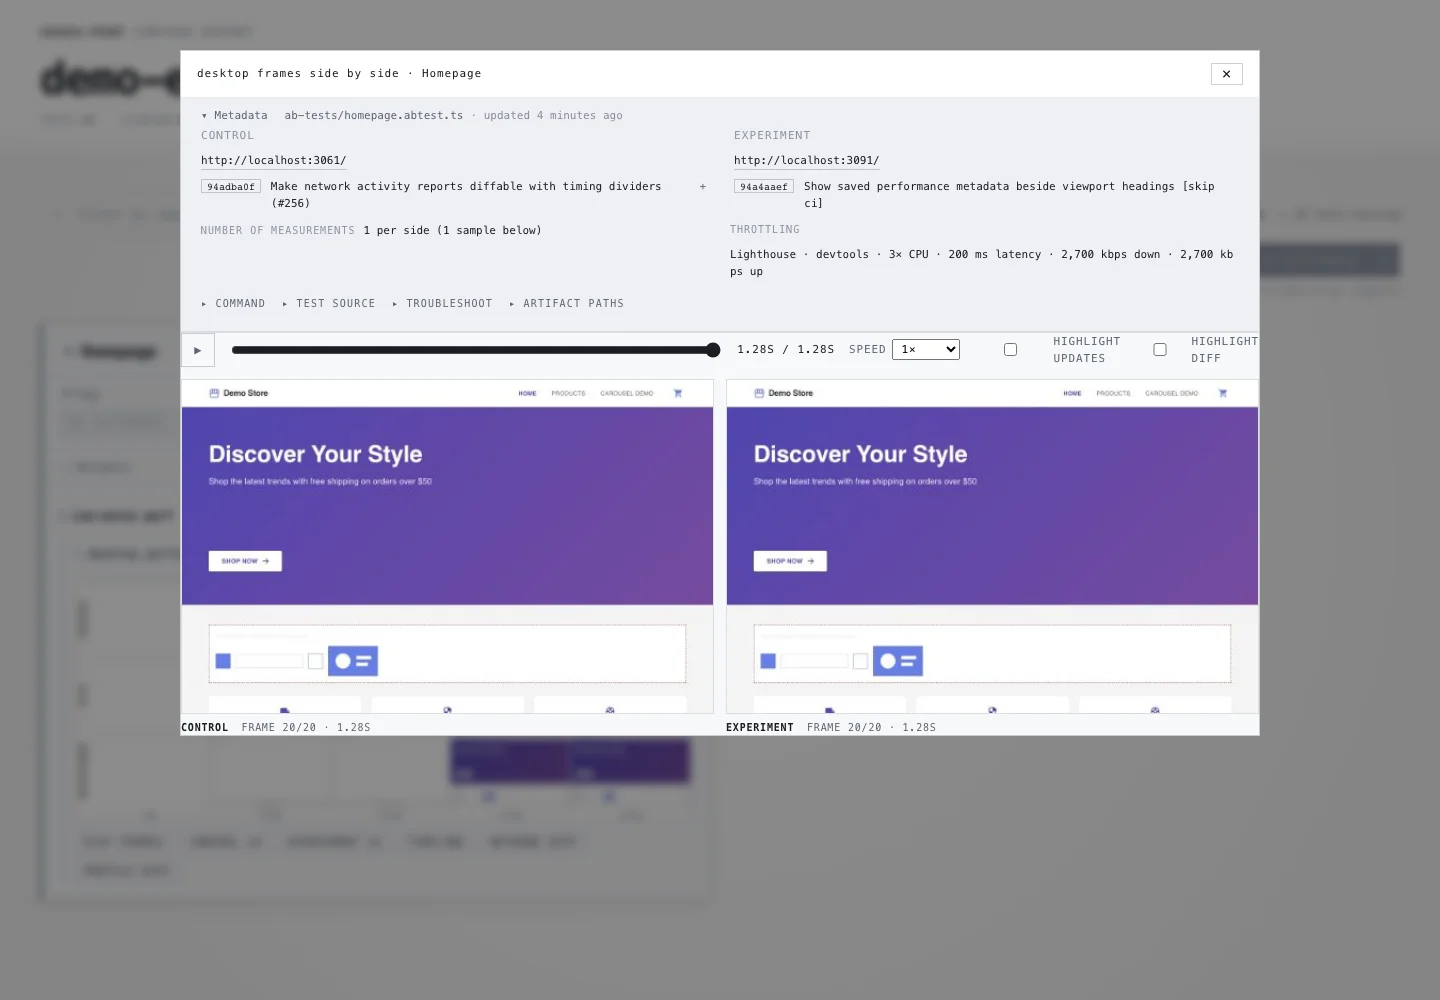 desktop frames side by side · Homepage ✕
▾ Metadata ab-tests/homepage.abtest.ts · updated 4 minutes ago
CONTROL
http://localhost:3061/
94adba0f Make network activity reports diffable with timing dividers
(#256)
+
EXPERIMENT
http://localhost:3091/
94a4aaef Show saved performance metadata beside viewport headings [skip
ci]
NUMBER OF MEASUREMENTS 1 per side (1 sample below)
THROTTLING
Lighthouse · devtools · 3× CPU · 200 ms latency · 2,700 kbps down · 2,700 kb
ps up
▸ COMMAND ▸ TEST SOURCE ▸ TROUBLESHOOT ▸ ARTIFACT PATHS
1.28S / 1.28S SPEED 1× HIGHLIGHT
UPDATES
HIGHLIGHT
DIFF
Demo Store HOME PRODUCTS CAROUSEL DEMO
Discover Your Style
Shop the latest trends with free shipping on orders over $50
SHOP NOW →
Demo Store HOME PRODUCTS CAROUSEL DEMO
Discover Your Style
Shop the latest trends with free shipping on orders over $50
SHOP NOW →
CONTROL FRAME 20/20 · 1.28S
EXPERIMENT FRAME 20/20 · 1.28S
Homepage